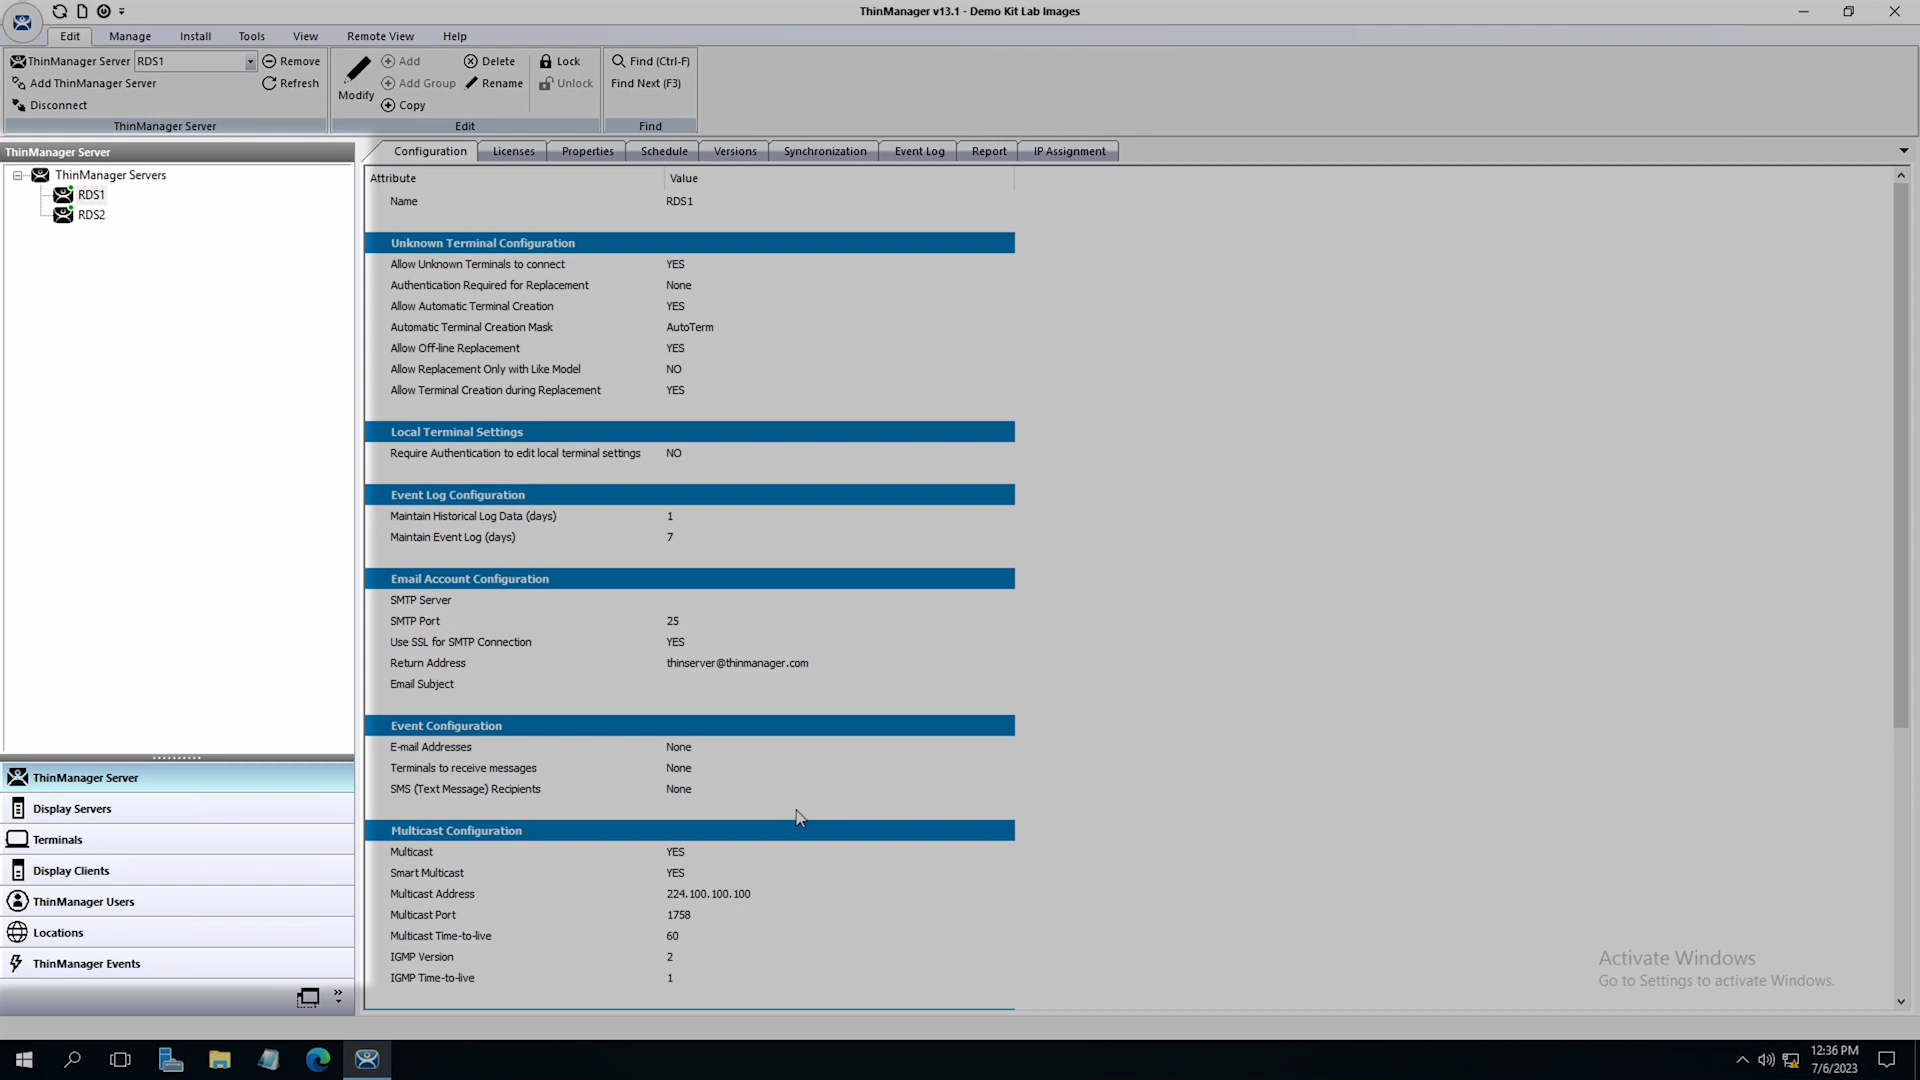 ThinManager v13.1 - Demo Kit Lab Images
Edit Manage Install Tools View Remote View Help
ThinManager Server RDS1 Remove
Add ThinManager Server Refresh
Disconnect
ThinManager Server
Modify
Add Delete Lock
Add Group Rename Unlock
Copy
Edit
Find (Ctrl-F)
Find Next (F3)
Find
ThinManager Server
ThinManager Servers
RDS1
RDS2
ThinManager Server
Display Servers
Terminals
Display Clients
ThinManager Users
Locations
ThinManager Events
Configuration Licenses Properties Schedule Versions Synchronization Event Log Report IP Assignment
Attribute Value
Name RDS1
Unknown Terminal Configuration
Allow Unknown Terminals to connect YES
Authentication Required for Replacement None
Allow Automatic Terminal Creation YES
Automatic Terminal Creation Mask AutoTerm
Allow Off-line Replacement YES
Allow Replacement Only with Like Model NO
Allow Terminal Creation during Replacement YES
Local Terminal Settings
Require Authentication to edit local terminal settings NO
Event Log Configuration
Maintain Historical Log Data (days) 1
Maintain Event Log (days) 7
Email Account Configuration
SMTP Server
SMTP Port 25
Use SSL for SMTP Connection YES
Return Address thinserver@thinmanager.com
Email Subject
Event Configuration
E-mail Addresses None
Terminals to receive messages None
SMS (Text Message) Recipients None
Multicast Configuration
Multicast YES
Smart Multicast YES
Multicast Address 224.100.100.100
Multicast Port 1758
Multicast Time-to-live 60
IGMP Version 2
IGMP Time-to-live 1
Activate Windows
Go to Settings to activate Windows.
12:36 PM
7/6/2023